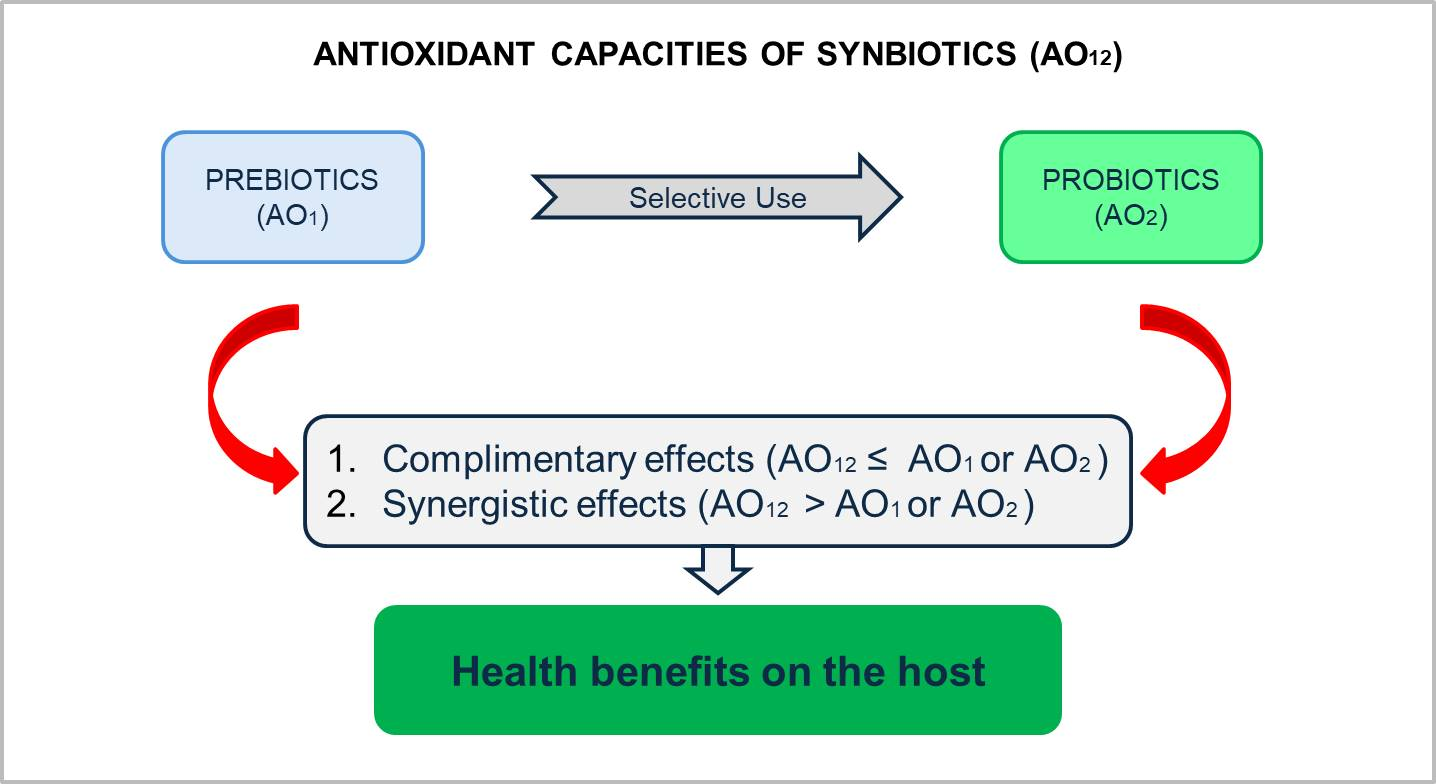 ANTIOXIDANT CAPACITIES OF SYNBIOTICS (AO₁₂)
PREBIOTICS
(AO₁)
Selective Use
PROBIOTICS
(AO₂)
1. Complimentary effects (AO₁₂ ≤ AO₁ or AO₂ )
2. Synergistic effects (AO₁₂ > AO₁ or AO₂ )
Health benefits on the host